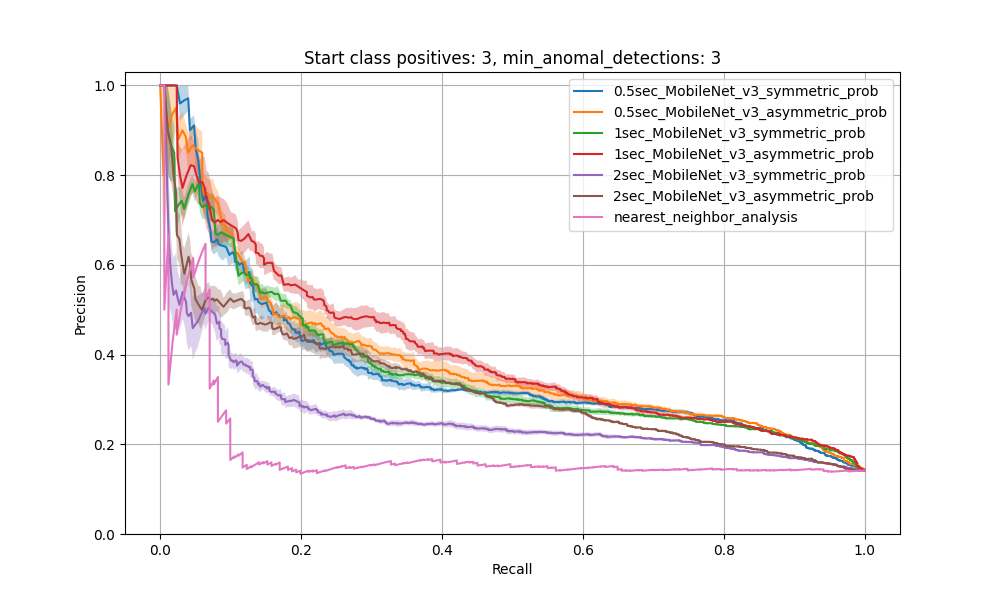 Start class positives: 3, min_anomal_detections: 3
1.0
0.8
0.6
0.4
0.2
0.0
Precision
0.5sec_MobileNet_v3_symmetric_prob
0.5sec_MobileNet_v3_asymmetric_prob
1sec_MobileNet_v3_symmetric_prob
1sec_MobileNet_v3_asymmetric_prob
2sec_MobileNet_v3_symmetric_prob
2sec_MobileNet_v3_asymmetric_prob
nearest_neighbor_analysis
0.0 0.2 0.4 0.6 0.8 1.0
Recall